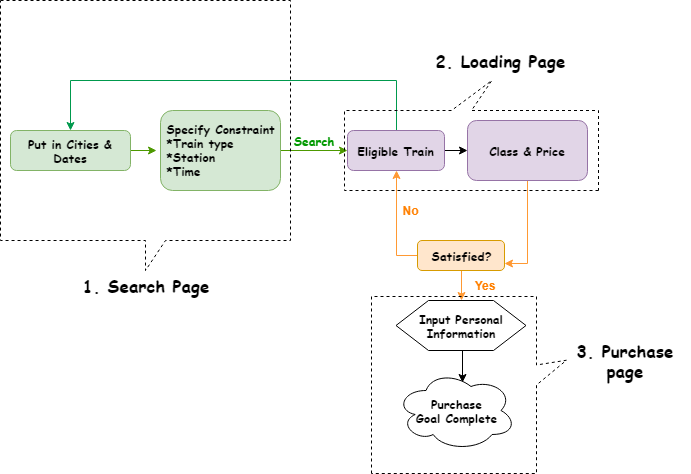 2. Loading Page
Put in Cities &
Dates
Specify Constraint
*Train type
*Station
*Time
Search
Eligible Train
Class & Price
No
Satisfied?
1. Search Page
Yes
Input Personal
Information
3. Purchase
page
Purchase
Goal Complete